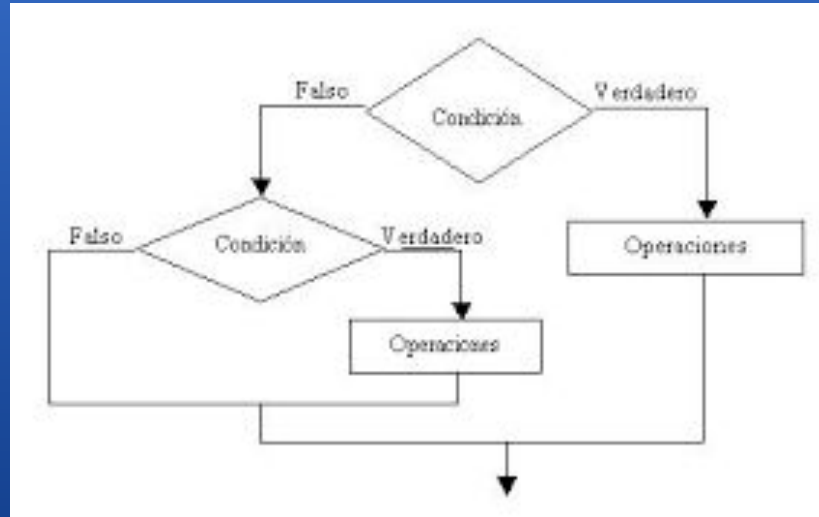 Falso
Verdadero
Condición
Falso
Condición
Verdadero
Operaciones
Operaciones